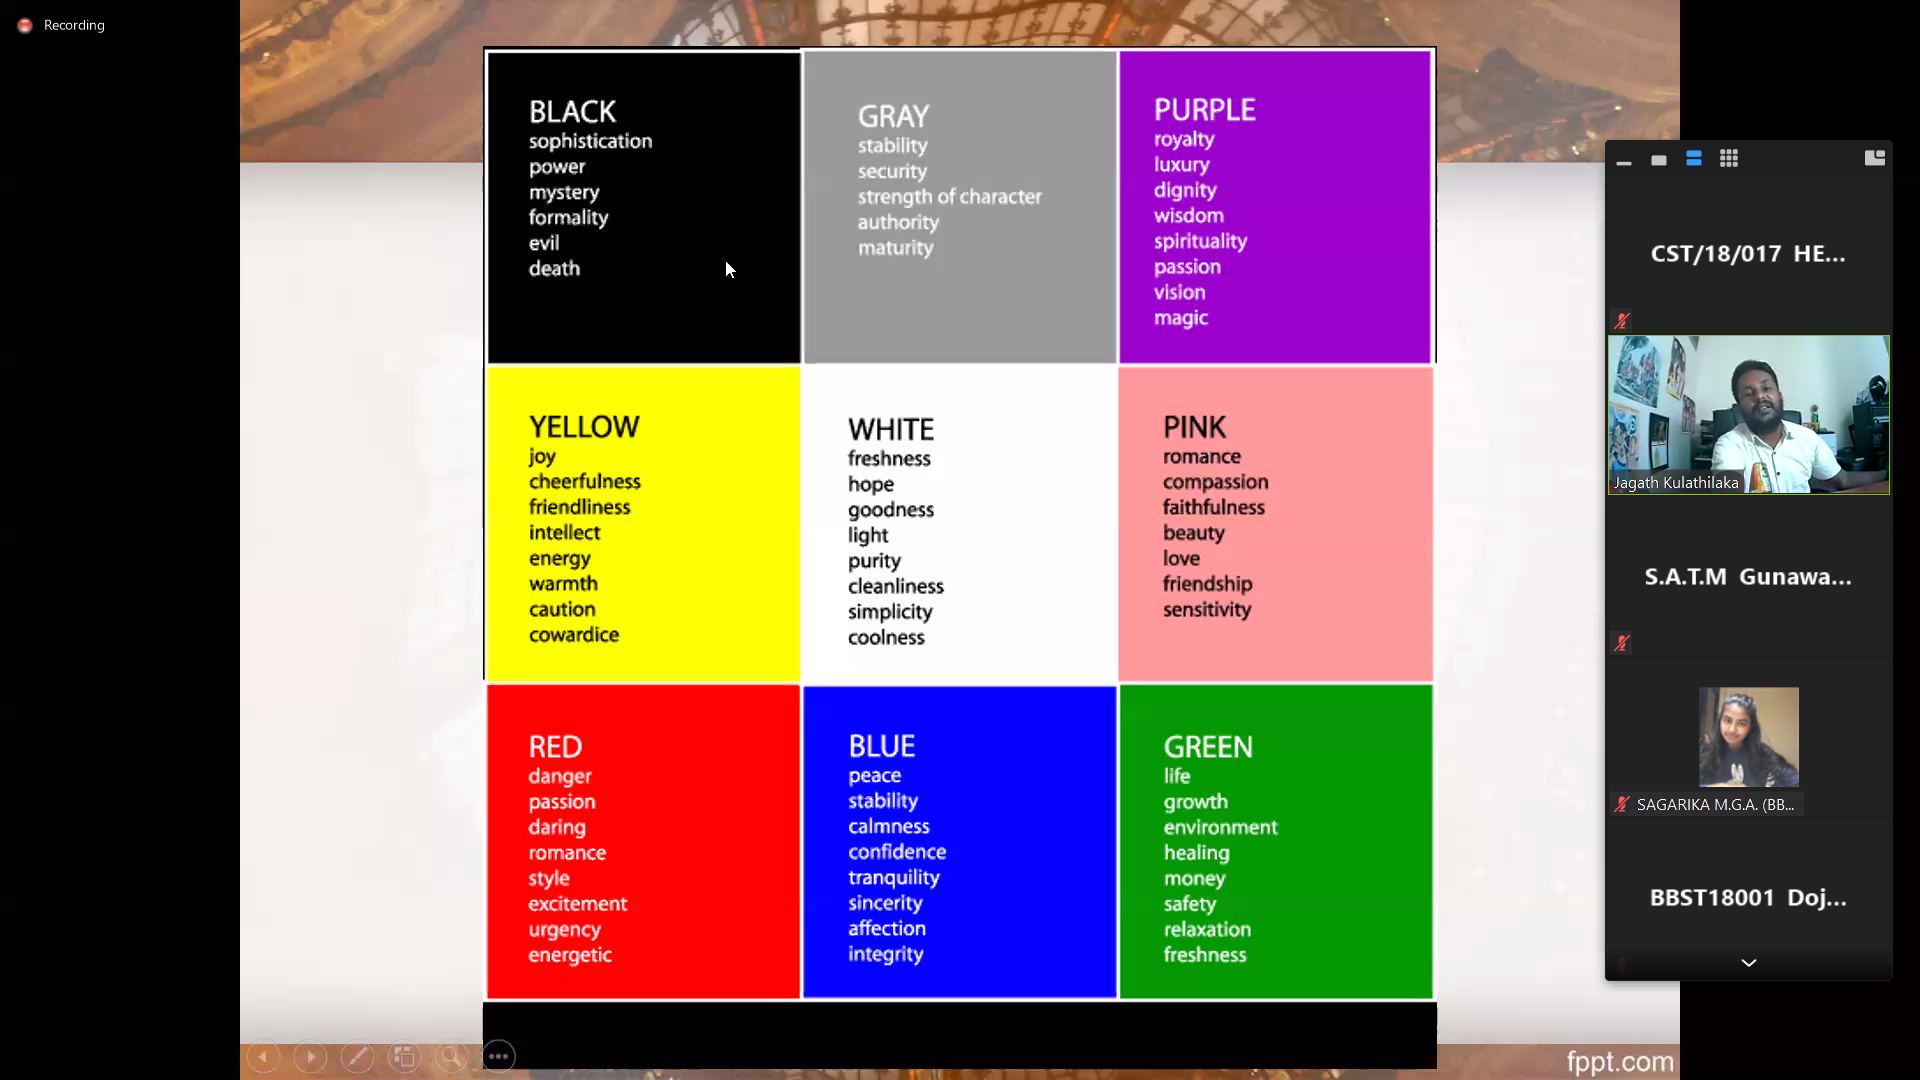 Recording
BLACK
sophistication
power
mystery
formality
evil
death
GRAY
stability
security
strength of character
authority
maturity
PURPLE
royalty
luxury
dignity
wisdom
spirituality
passion
vision
magic
YELLOW
joy
cheerfulness
friendliness
intellect
energy
warmth
caution
cowardice
WHITE
freshness
hope
goodness
light
purity
cleanliness
simplicity
coolness
PINK
romance
compassion
faithfulness
beauty
love
friendship
sensitivity
RED
danger
passion
daring
romance
style
excitement
urgency
energetic
BLUE
peace
stability
calmness
confidence
tranquility
sincerity
affection
integrity
GREEN
life
growth
environment
healing
money
safety
relaxation
freshness
CST/18/017 HE...
Jagath Kulathilaka
S.A.T.M Gunawa...
SAGARIKA M.G.A. (BB...
BBST18001 Doj...
fppt.com